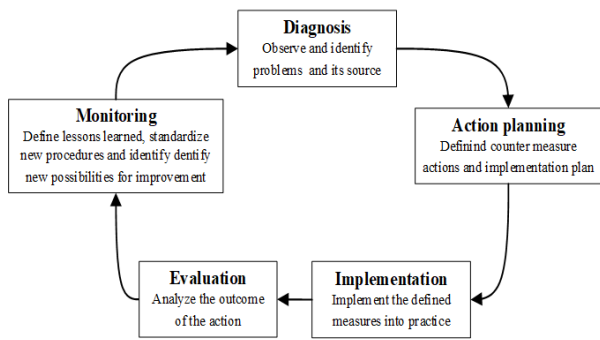 Diagnosis
Observe and identify
problems and its source
Action planning
Definind counter measure
actions and implementation plan
Implementation
Implement the defined
measures into practice
Evaluation
Analyze the outcome
of the action
Monitoring
Define lessons learned, standardize
new procedures and identify dentify
new possibilities for improvement